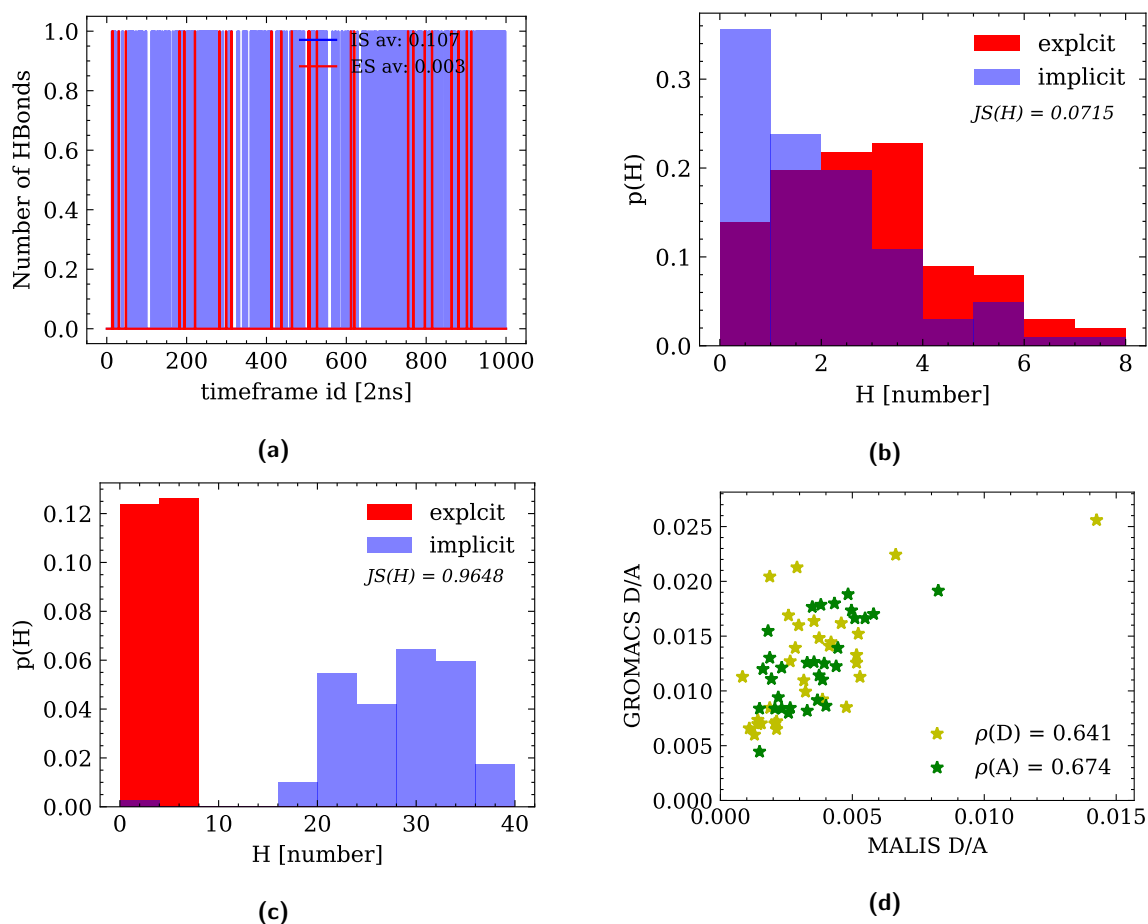 Number of HBonds
1.0
0.8
0.6
0.4
0.2
0.0
IS av: 0.107
ES av: 0.003
0 200 400 600 800 1000
timeframe id [2ns]
(a)
p(H)
0.3
0.2
0.1
0.0
explcit
implicit
JS(H) = 0.0715
0 2 4 6 8
H [number]
(b)
p(H)
0.12
0.10
0.08
0.06
0.04
0.02
0.00
explcit
implicit
JS(H) = 0.9648
0 10 20 30 40
H [number]
(c)
GROMACS D/A
0.025
0.020
0.015
0.010
0.005
0.000
ρ(D) = 0.641
ρ(A) = 0.674
0.000 0.005 0.010 0.015
MALIS D/A
(d)